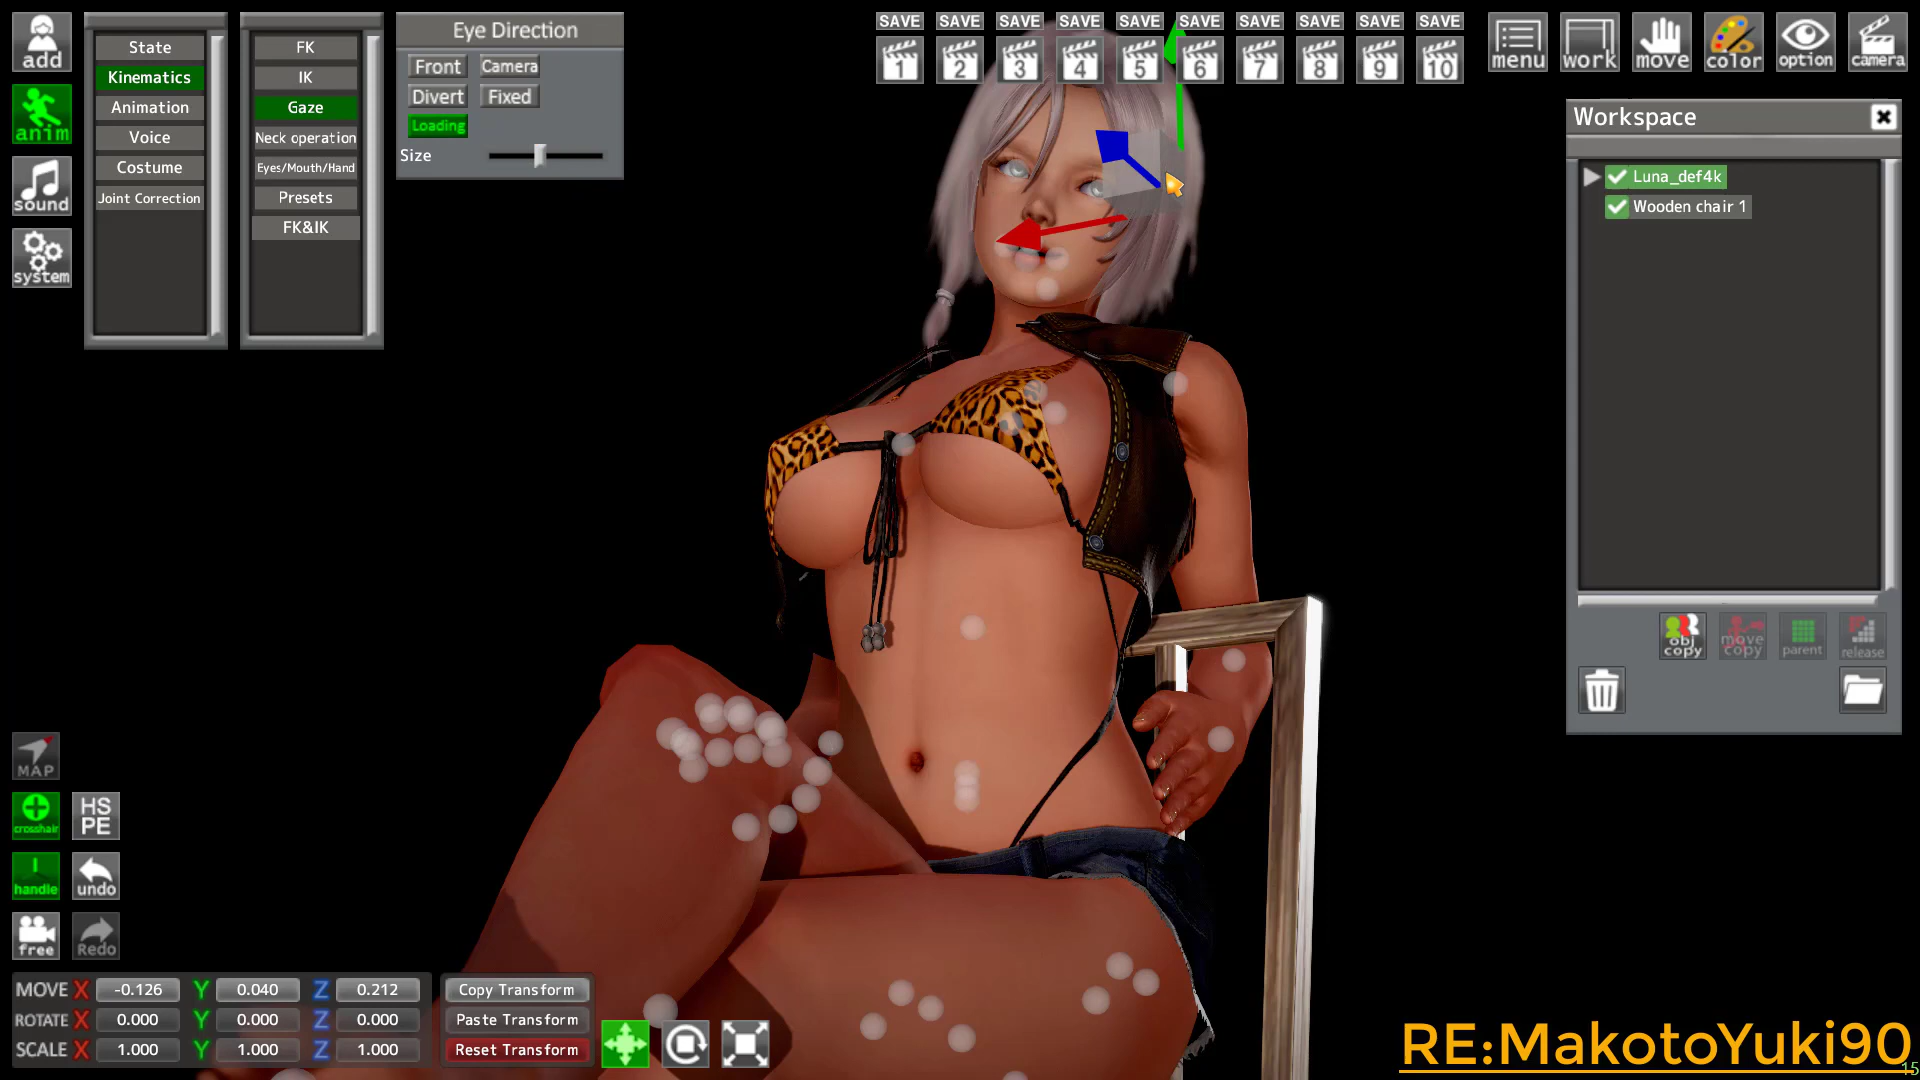 add
anim
sound
system
State
Kinematics
Animation
Voice
Costume
Joint Correction
FK
IK
Gaze
Neck operation
Eyes/Mouth/Hand
Presets
FK&IK
Eye Direction
Front Camera
Divert Fixed
Loading
Size
SAVE SAVE SAVE SAVE SAVE SAVE SAVE SAVE SAVE SAVE
1 2 3 4 5 6 7 8 9 10
menu work move color option camera
Workspace
Luna_def4k
Wooden chair 1
obj copy
move copy
parent
release
MAP
crosshair
HS PE
handle
undo
free
Redo
MOVE X -0.126 Y 0.040 Z 0.212
ROTATE X 0.000 Y 0.000 Z 0.000
SCALE X 1.000 Y 1.000 Z 1.000
Copy Transform
Paste Transform
Reset Transform
RE:MakotoYuki90
15